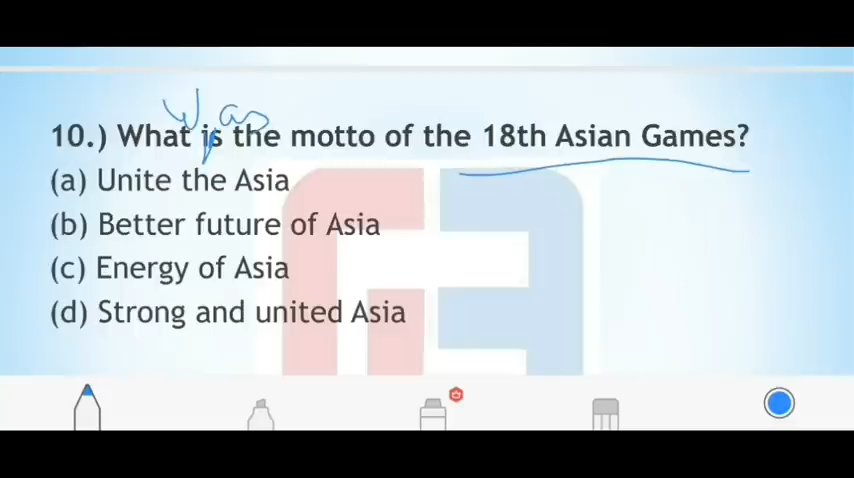 was
10.) What is the motto of the 18th Asian Games?
(a) Unite the Asia
(b) Better future of Asia
(c) Energy of Asia
(d) Strong and united Asia